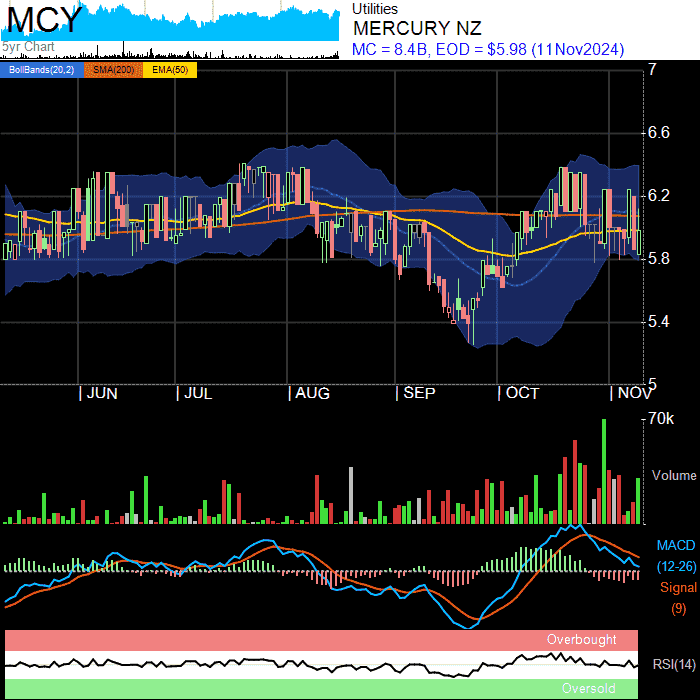 MCY
5yr Chart
Utilities
MERCURY NZ
MC = 8.4B, EOD = $5.98 (11Nov2024)
BollBands(20,2) SMA(200) EMA(50)
7
6.6
6.2
5.8
5.4
5
JUN JUL AUG SEP OCT NOV
70k
Volume
MACD
(12-26)
Signal
(9)
Overbought
RSI(14)
Oversold